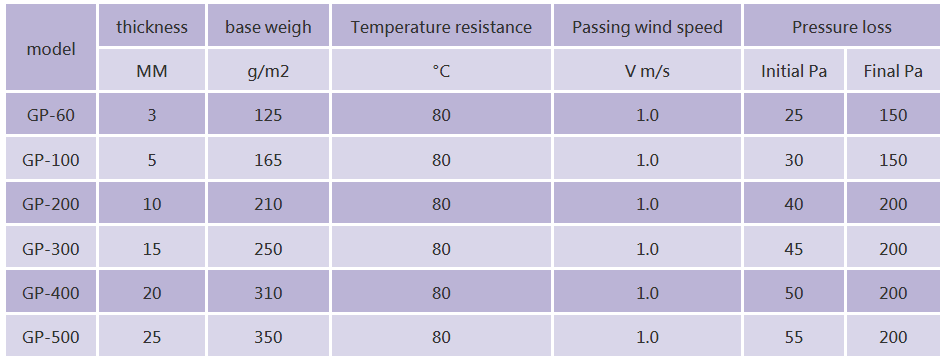 model thickness base weigh Temperature resistance Passing wind speed Pressure loss
MM g/m2 °C V m/s Initial Pa Final Pa
GP-60 3 125 80 1.0 25 150
GP-100 5 165 80 1.0 30 150
GP-200 10 210 80 1.0 40 200
GP-300 15 250 80 1.0 45 200
GP-400 20 310 80 1.0 50 200
GP-500 25 350 80 1.0 55 200